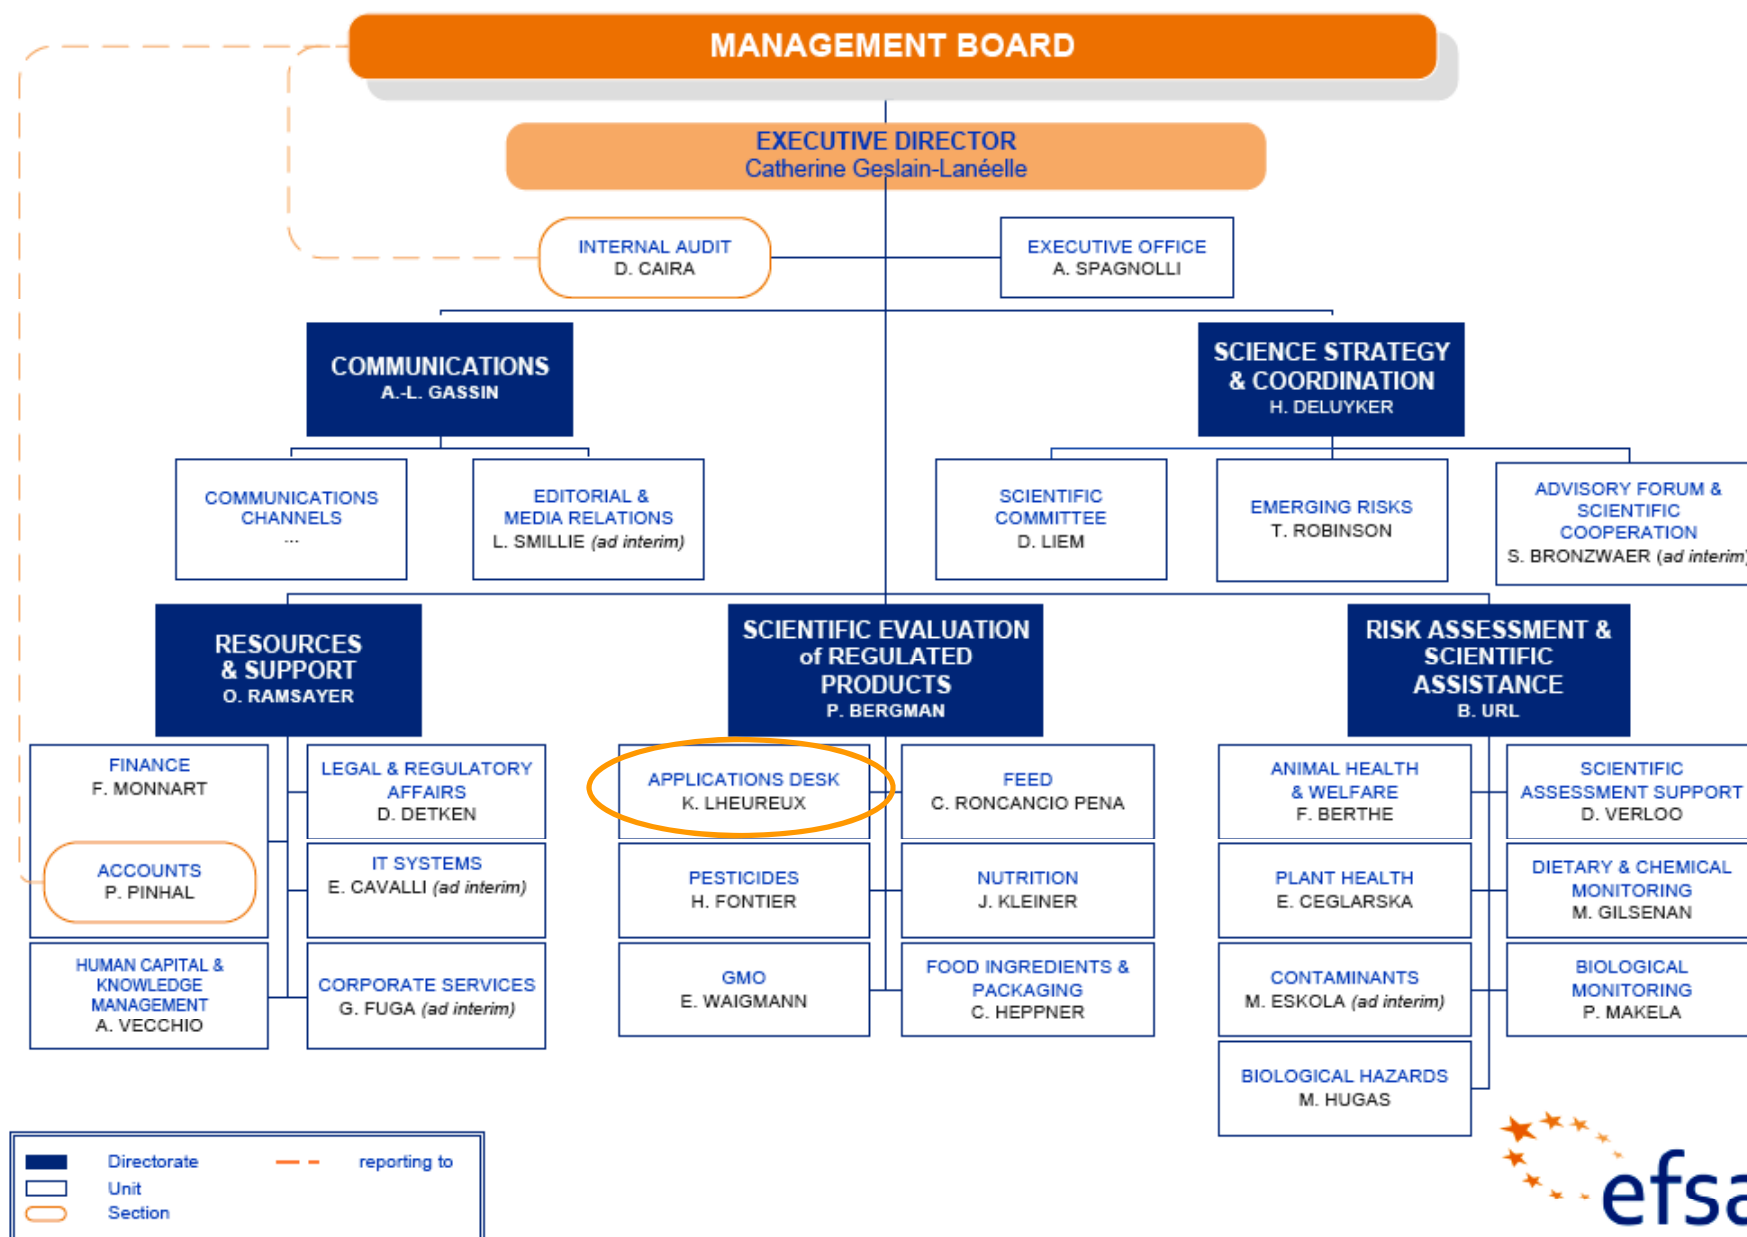 MANAGEMENT BOARD
EXECUTIVE DIRECTOR
Catherine Geslain-Lanéelle
INTERNAL AUDIT
D. CAIRA
EXECUTIVE OFFICE
A. SPAGNOLLI
COMMUNICATIONS
A.-L. GASSIN
SCIENCE STRATEGY
& COORDINATION
H. DELUYKER
COMMUNICATIONS
CHANNELS
...
EDITORIAL &
MEDIA RELATIONS
L. SMILLIE (ad interim)
SCIENTIFIC
COMMITTEE
D. LIEM
EMERGING RISKS
T. ROBINSON
ADVISORY FORUM &
SCIENTIFIC
COOPERATION
S. BRONZWAER (ad interim)
RESOURCES
& SUPPORT
O. RAMSAYER
SCIENTIFIC EVALUATION
of REGULATED
PRODUCTS
P. BERGMAN
RISK ASSESSMENT &
SCIENTIFIC
ASSISTANCE
B. URL
FINANCE
F. MONNART
ACCOUNTS
P. PINHAL
LEGAL & REGULATORY
AFFAIRS
D. DETKEN
IT SYSTEMS
E. CAVALLI (ad interim)
HUMAN CAPITAL &
KNOWLEDGE
MANAGEMENT
A. VECCHIO
CORPORATE SERVICES
G. FUGA (ad interim)
APPLICATIONS DESK
K. LHEUREUX
FEED
C. RONCANCIO PENA
PESTICIDES
H. FONTIER
NUTRITION
J. KLEINER
GMO
E. WAIGMANN
FOOD INGREDIENTS &
PACKAGING
C. HEPPNER
ANIMAL HEALTH
& WELFARE
F. BERTHE
SCIENTIFIC
ASSESSMENT SUPPORT
D. VERLOO
PLANT HEALTH
E. CEGLARSKA
DIETARY & CHEMICAL
MONITORING
M. GILSENAN
CONTAMINANTS
M. ESKOLA (ad interim)
BIOLOGICAL
MONITORING
P. MAKELA
BIOLOGICAL HAZARDS
M. HUGAS
Directorate
reporting to
Unit
Section
efsa